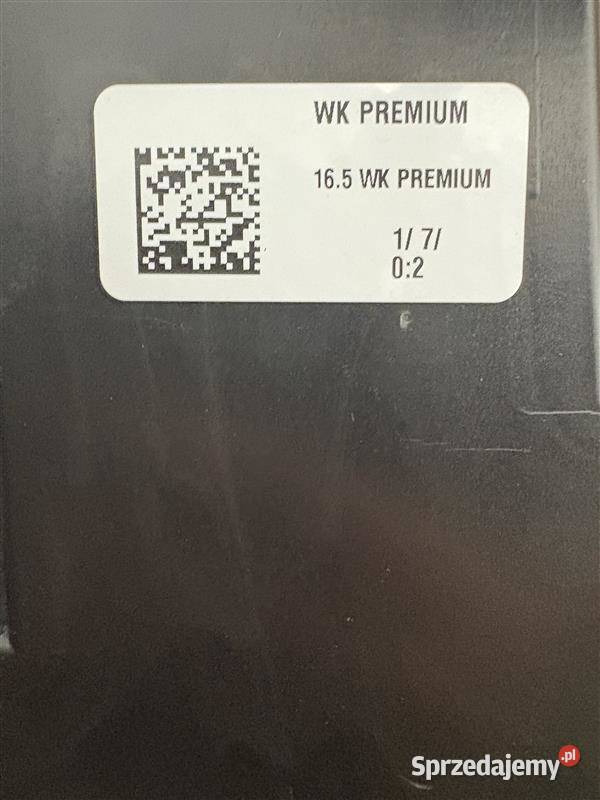 WK PREMIUM
16.5 WK PREMIUM
1/ 7/
0:2
Sprzedajemy.pl